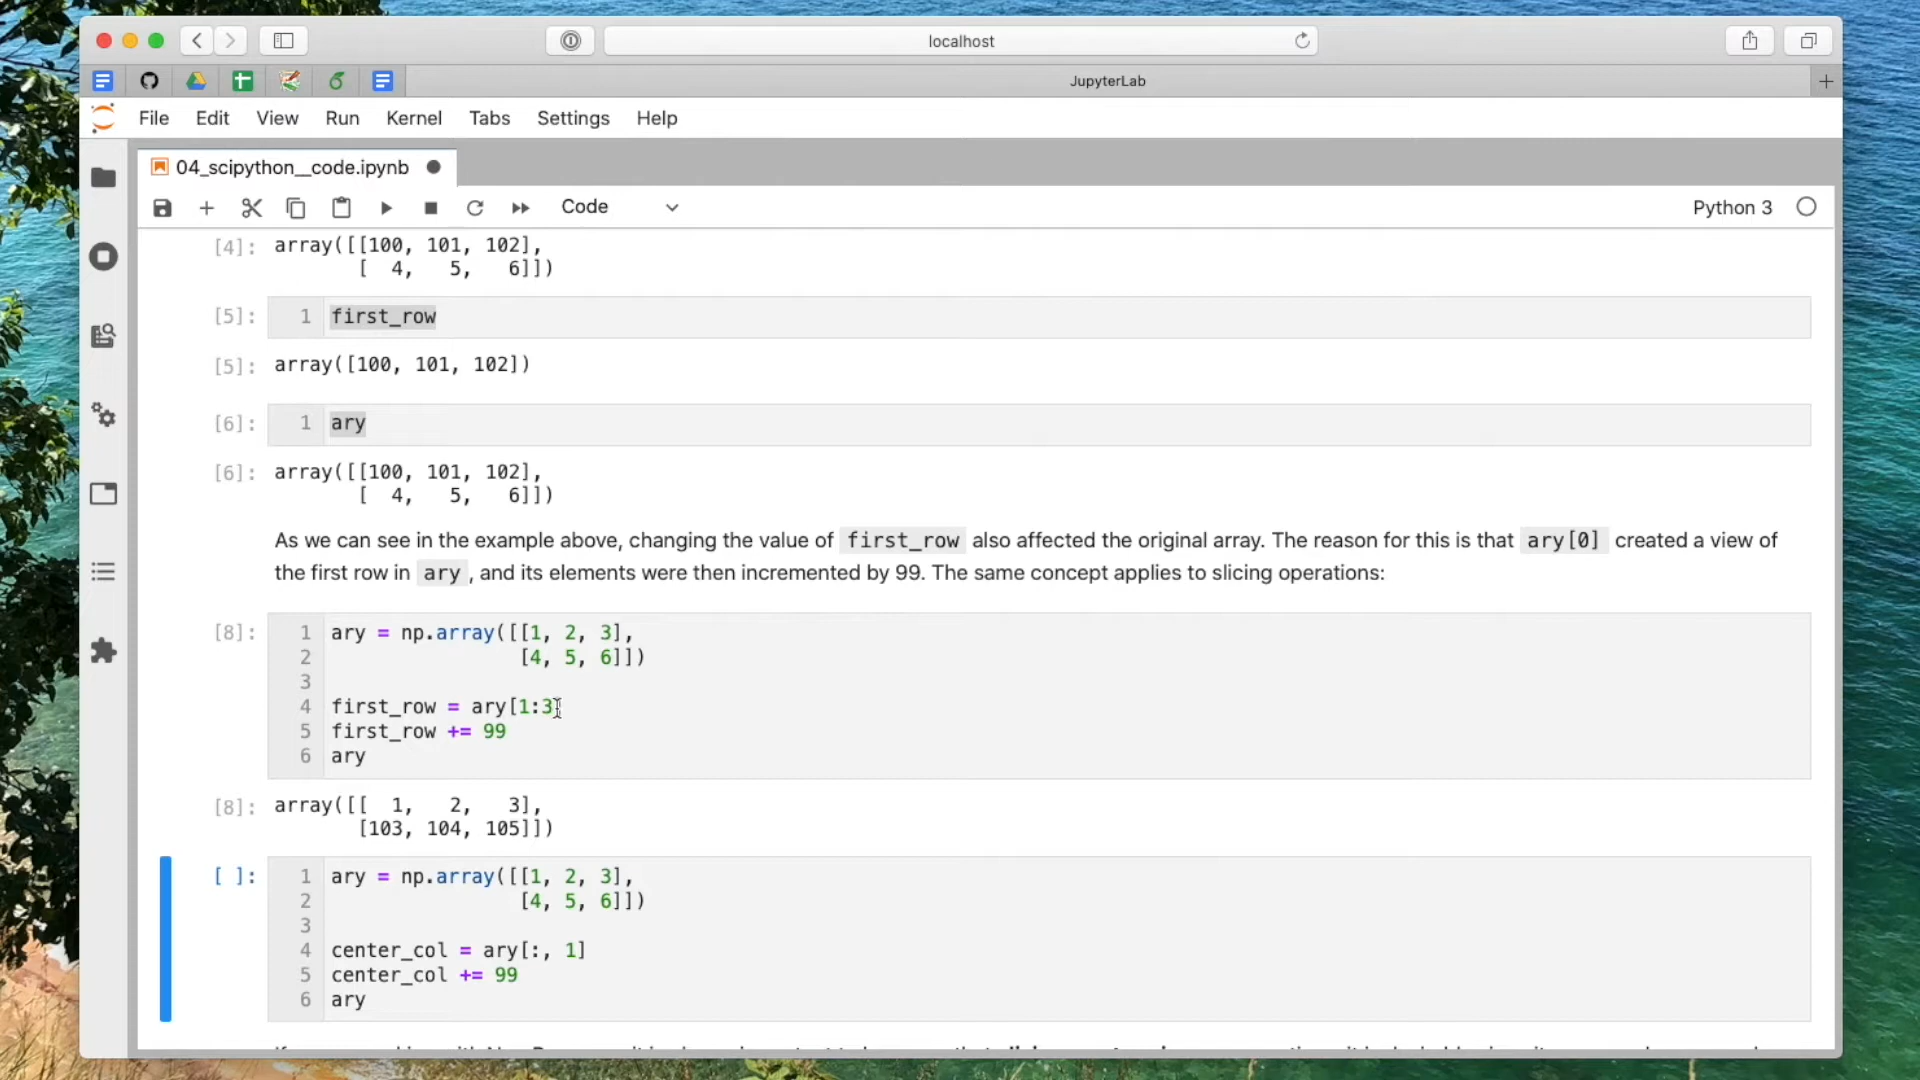 localhost
JupyterLab
File Edit View Run Kernel Tabs Settings Help
04_scipython__code.ipynb
Code
Python 3
[4]: array([[100, 101, 102],
[ 4, 5, 6]])
[5]: 1 first_row
[5]: array([100, 101, 102])
[6]: 1 ary
[6]: array([[100, 101, 102],
[ 4, 5, 6]])
As we can see in the example above, changing the value of first_row also affected the original array. The reason for this is that ary[0] created a view of
the first row in ary , and its elements were then incremented by 99. The same concept applies to slicing operations:
[8]: 1 ary = np.array([[1, 2, 3],
2 [4, 5, 6]])
3
4 first_row = ary[1:3]
5 first_row += 99
6 ary
[8]: array([[ 1, 2, 3],
[103, 104, 105]])
[ ]: 1 ary = np.array([[1, 2, 3],
2 [4, 5, 6]])
3
4 center_col = ary[:, 1]
5 center_col += 99
6 ary